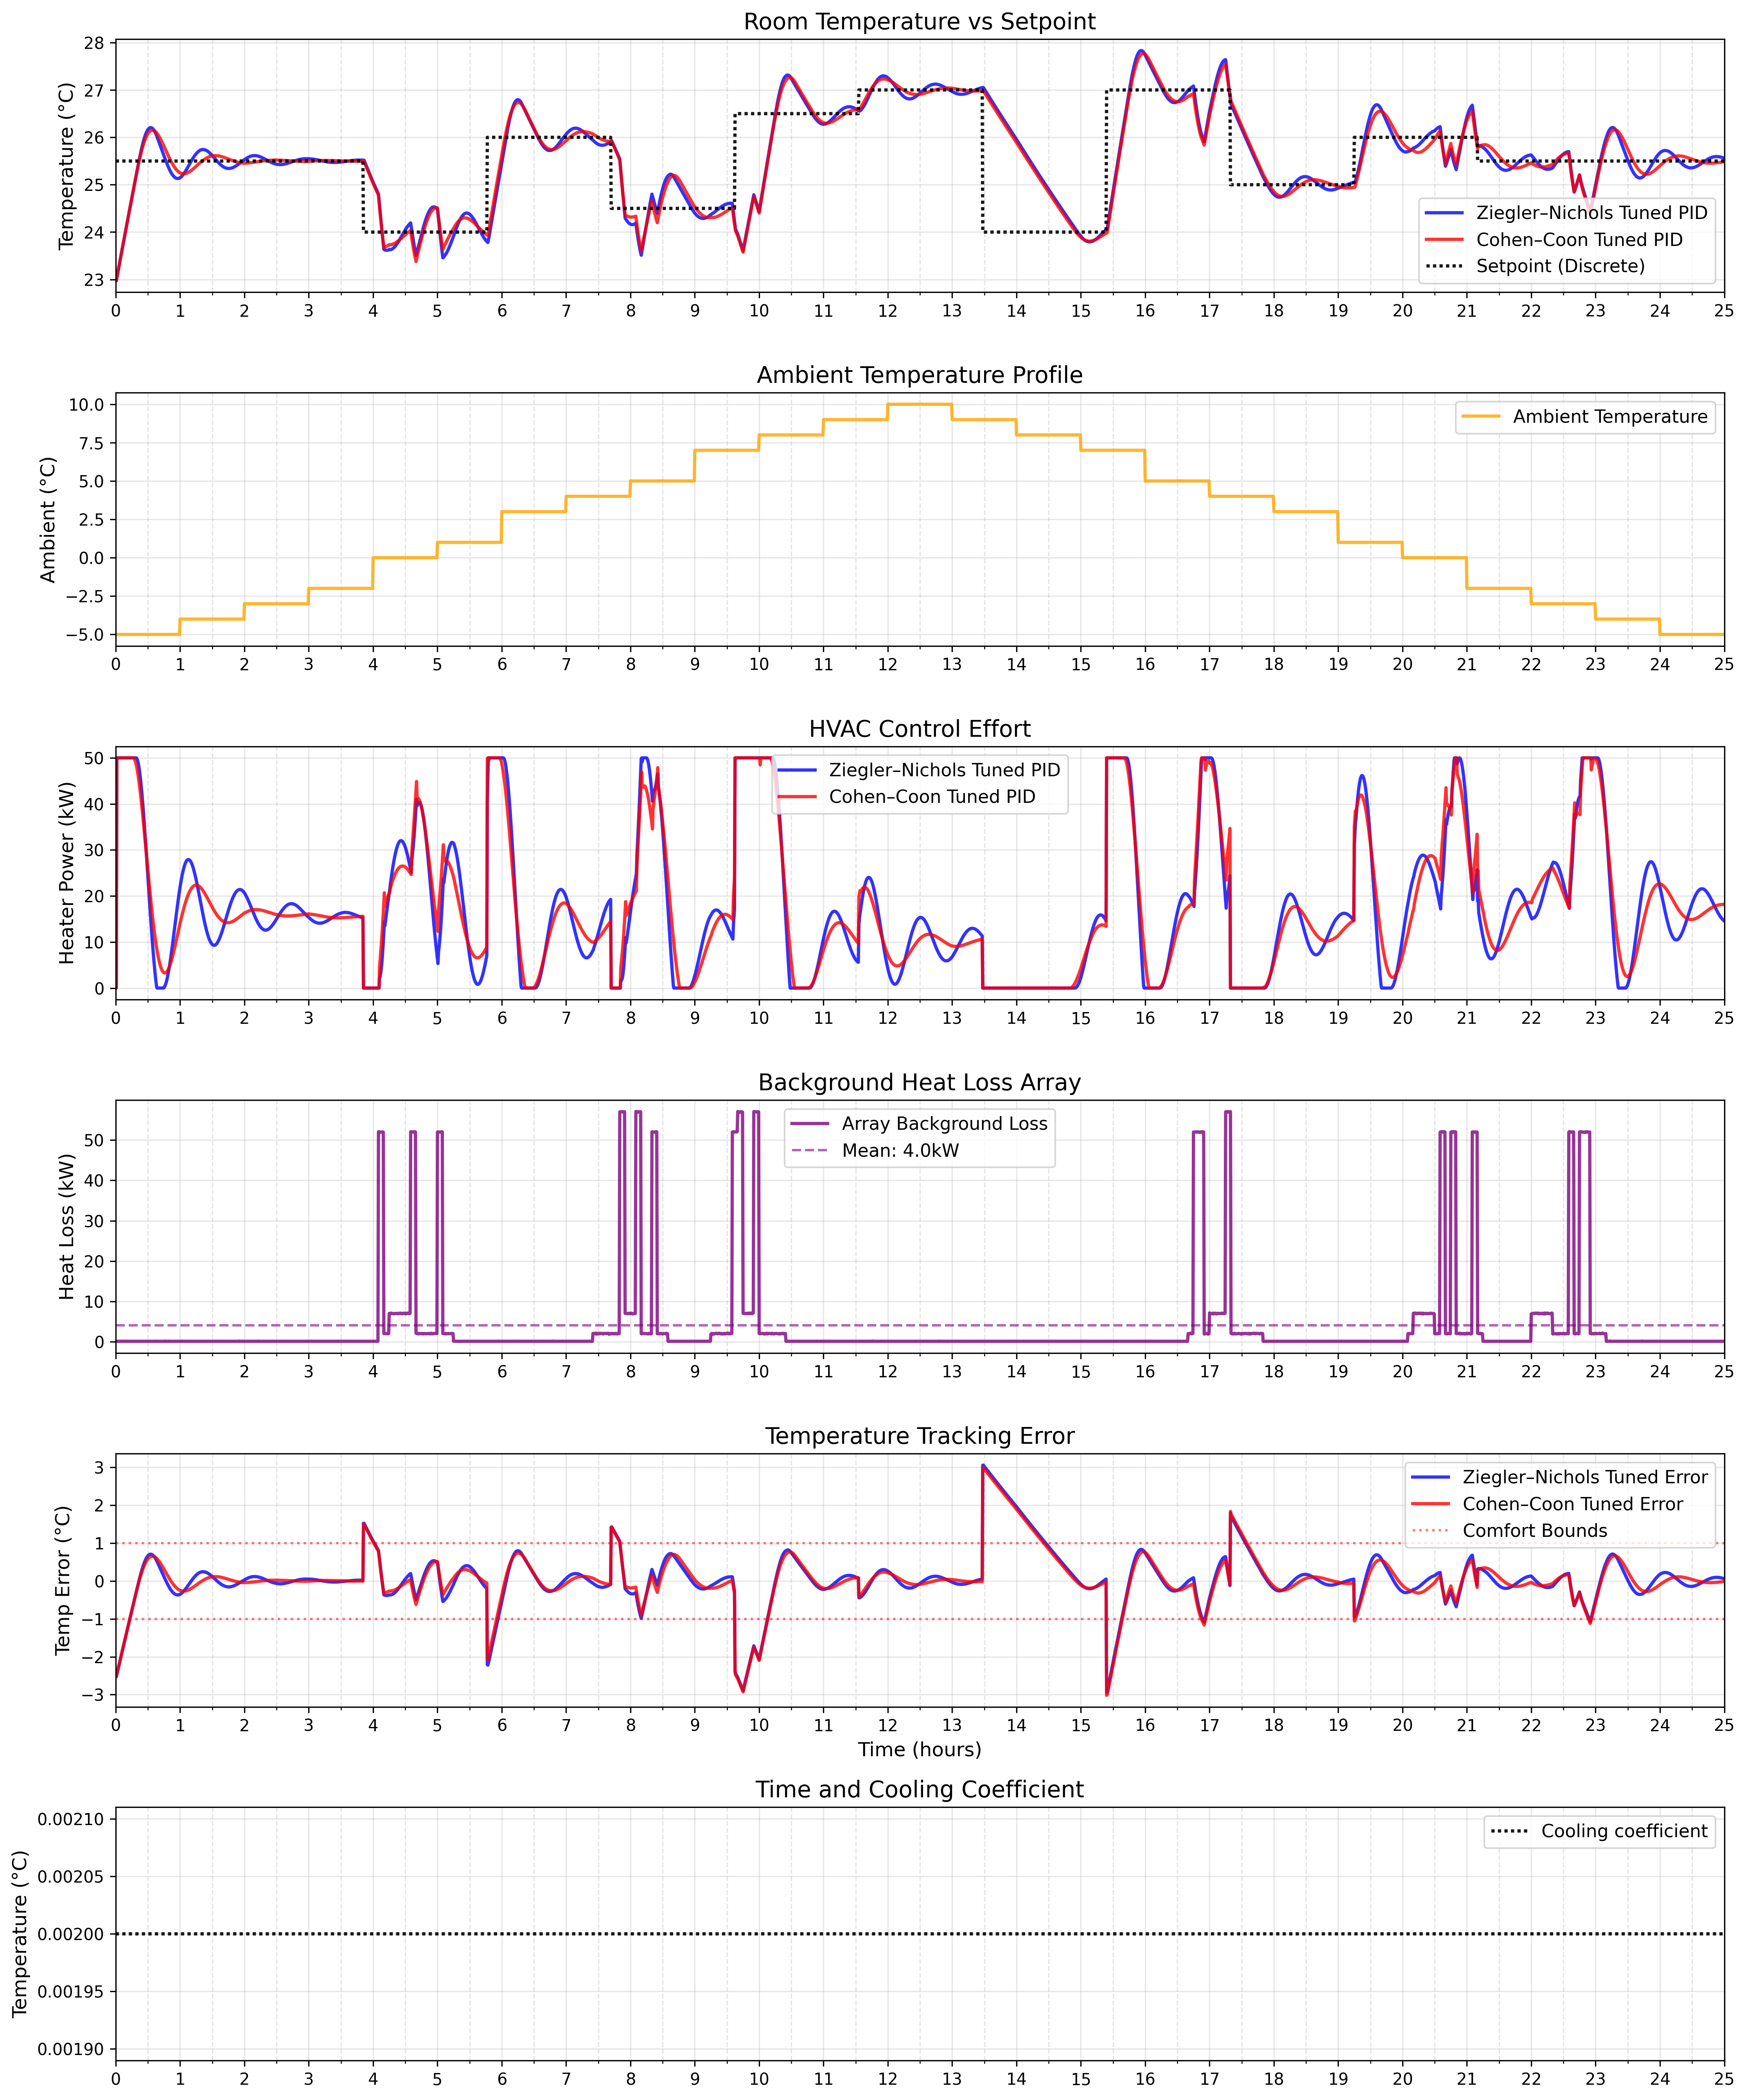 Room Temperature vs Setpoint
Temperature (°C)
28
27
26
25
24
23
Ziegler–Nichols Tuned PID
Cohen–Coon Tuned PID
Setpoint (Discrete)
0 1 2 3 4 5 6 7 8 9 10 11 12 13 14 15 16 17 18 19 20 21 22 23 24 25
Ambient Temperature Profile
Ambient (°C)
10.0
7.5
5.0
2.5
0.0
−2.5
−5.0
Ambient Temperature
0 1 2 3 4 5 6 7 8 9 10 11 12 13 14 15 16 17 18 19 20 21 22 23 24 25
HVAC Control Effort
Heater Power (kW)
50
40
30
20
10
0
Ziegler–Nichols Tuned PID
Cohen–Coon Tuned PID
0 1 2 3 4 5 6 7 8 9 10 11 12 13 14 15 16 17 18 19 20 21 22 23 24 25
Background Heat Loss Array
Heat Loss (kW)
50
40
30
20
10
0
Array Background Loss
Mean: 4.0kW
0 1 2 3 4 5 6 7 8 9 10 11 12 13 14 15 16 17 18 19 20 21 22 23 24 25
Temperature Tracking Error
Temp Error (°C)
3
2
1
0
−1
−2
−3
Ziegler–Nichols Tuned Error
Cohen–Coon Tuned Error
Comfort Bounds
0 1 2 3 4 5 6 7 8 9 10 11 12 13 14 15 16 17 18 19 20 21 22 23 24 25
Time (hours)
Time and Cooling Coefficient
Temperature (°C)
0.00210
0.00205
0.00200
0.00195
0.00190
Cooling coefficient
0 1 2 3 4 5 6 7 8 9 10 11 12 13 14 15 16 17 18 19 20 21 22 23 24 25